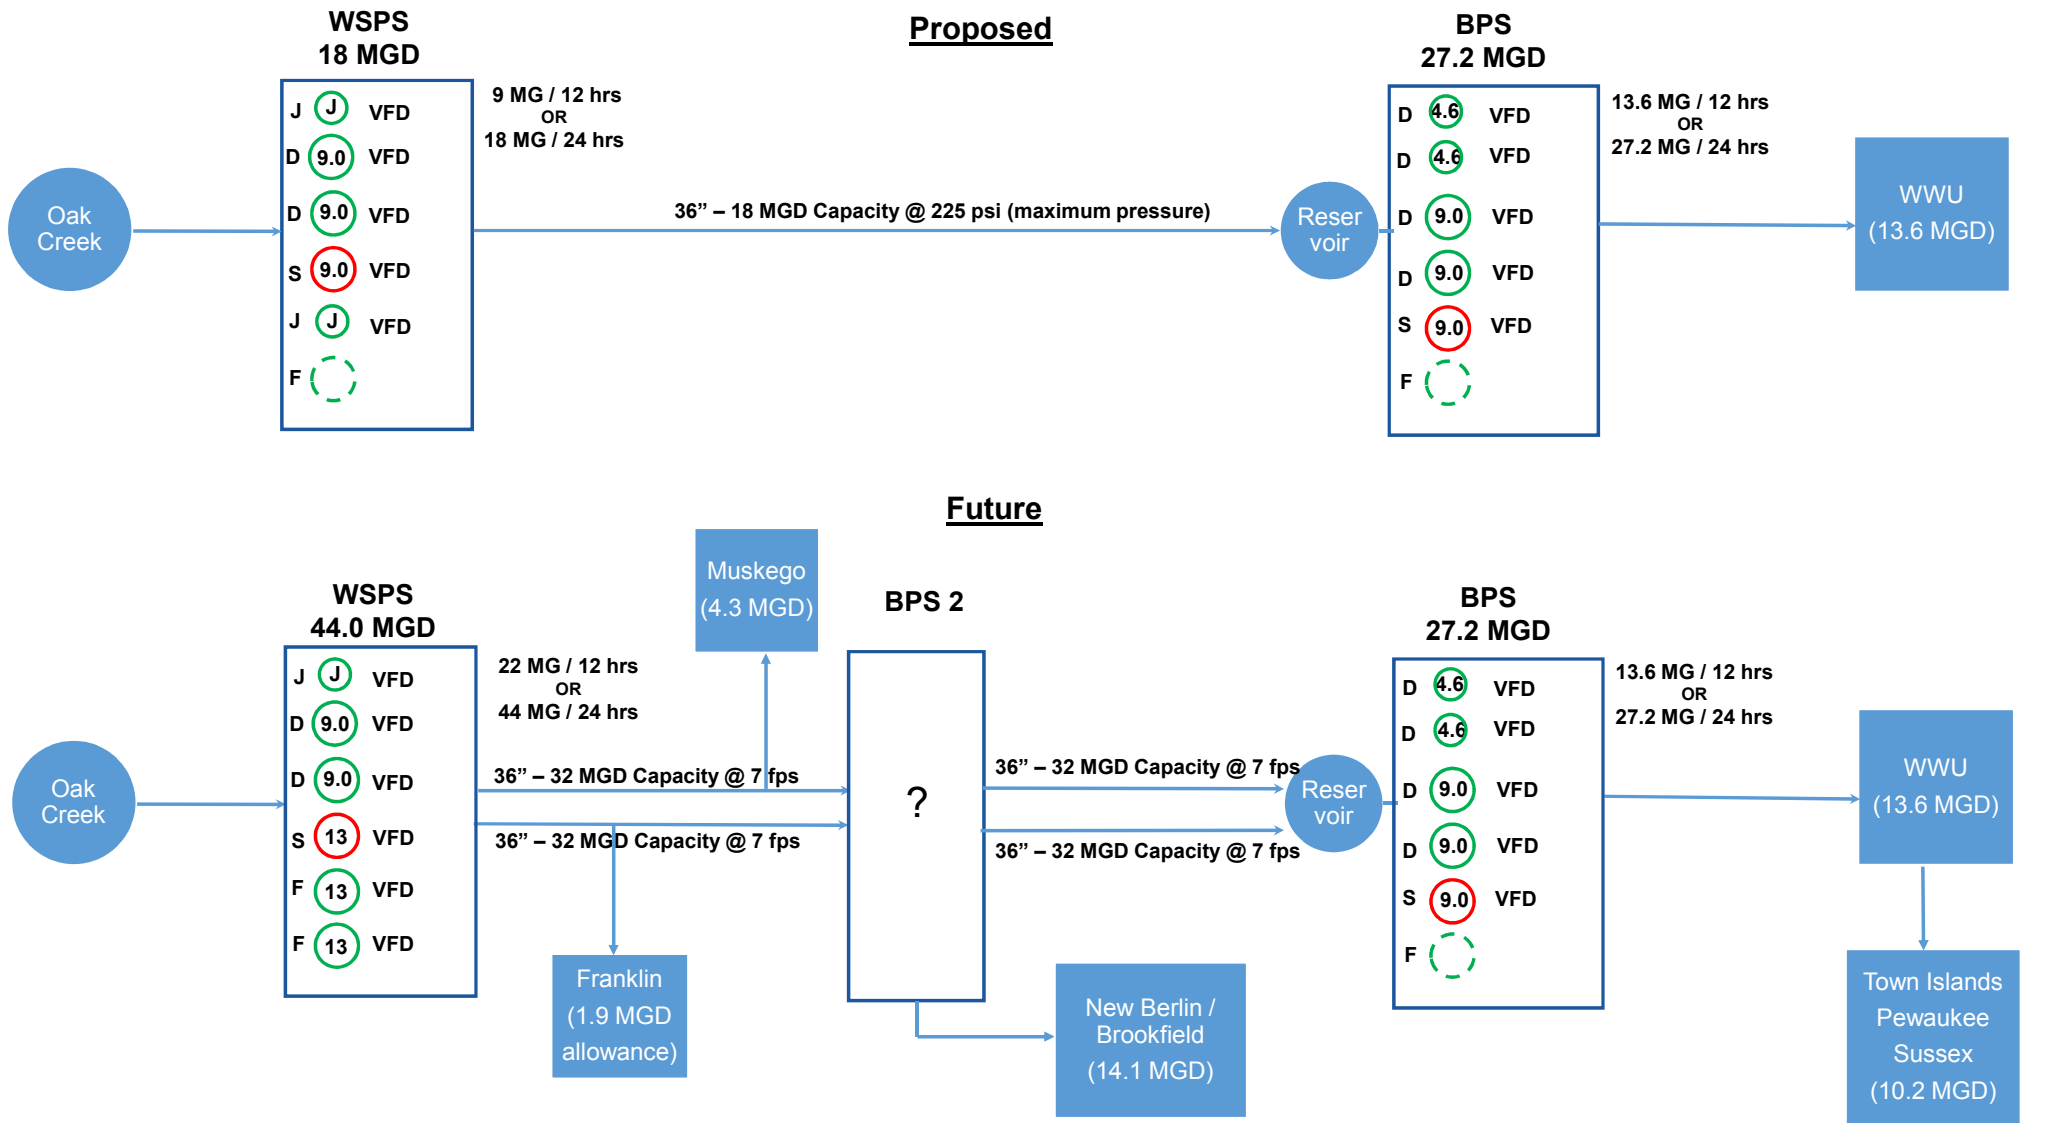 Proposed
WSPS
18 MGD
J J VFD
D 9.0 VFD
D 9.0 VFD
S 9.0 VFD
J J VFD
F
9 MG / 12 hrs
OR
18 MG / 24 hrs
Oak
Creek
36” – 18 MGD Capacity @ 225 psi (maximum pressure)
Reser
voir
BPS
27.2 MGD
D 4.6 VFD
D 4.6 VFD
D 9.0 VFD
D 9.0 VFD
S 9.0 VFD
F
13.6 MG / 12 hrs
OR
27.2 MG / 24 hrs
WWU
(13.6 MGD)
Future
WSPS
44.0 MGD
J J VFD
D 9.0 VFD
D 9.0 VFD
S 13 VFD
F 13 VFD
F 13 VFD
22 MG / 12 hrs
OR
44 MG / 24 hrs
Oak
Creek
Muskego
(4.3 MGD)
36” – 32 MGD Capacity @ 7 fps
36” – 32 MGD Capacity @ 7 fps
Franklin
(1.9 MGD
allowance)
BPS 2
?
New Berlin /
Brookfield
(14.1 MGD)
36” – 32 MGD Capacity @ 7 fps
36” – 32 MGD Capacity @ 7 fps
Reser
voir
BPS
27.2 MGD
D 4.6 VFD
D 4.6 VFD
D 9.0 VFD
D 9.0 VFD
S 9.0 VFD
F
13.6 MG / 12 hrs
OR
27.2 MG / 24 hrs
WWU
(13.6 MGD)
Town Islands
Pewaukee
Sussex
(10.2 MGD)